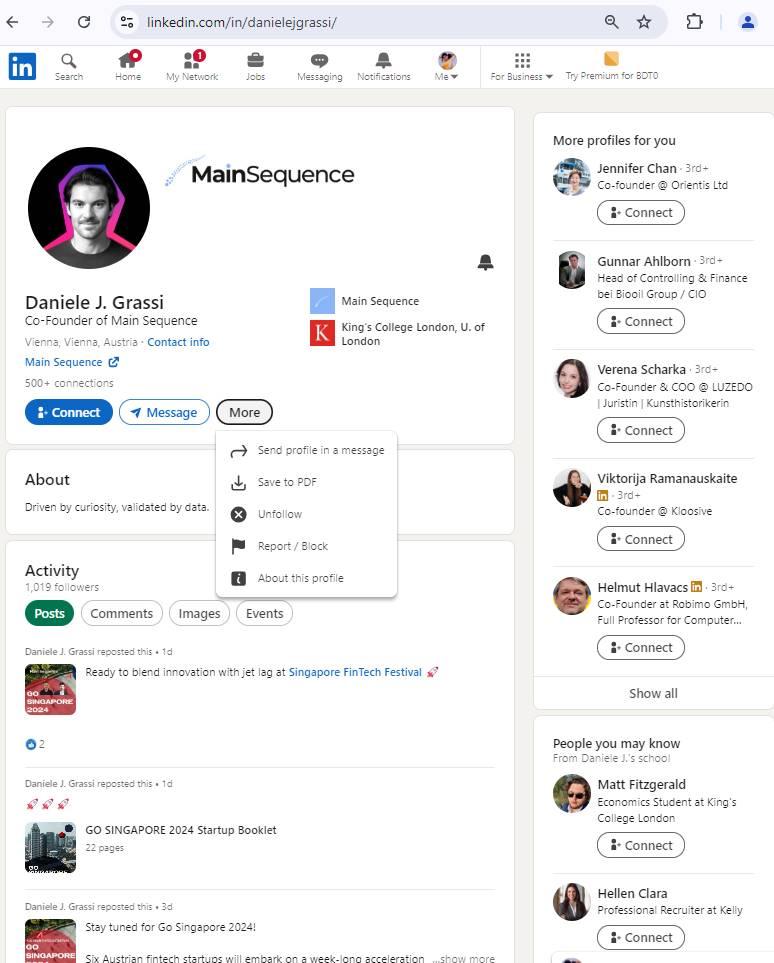 linkedin.com/in/danielejgrassi/
in
Search
Home
1
My Network
Jobs
Messaging
Notifications
Me
For Business
Try Premium for BDT0
MainSequence
Daniele J. Grassi
Co-Founder of Main Sequence
Vienna, Vienna, Austria · Contact info
Main Sequence
500+ connections
Main Sequence
K
King's College London, U. of
London
Connect
Message
More
Send profile in a message
Save to PDF
Unfollow
Report / Block
About this profile
About
Driven by curiosity, validated by data.
Activity
1,019 followers
Posts
Comments
Images
Events
Daniele J. Grassi reposted this • 1d
Ready to blend innovation with jet lag at Singapore FinTech Festival 🚀
GO
SINGAPORE
2024
2
Daniele J. Grassi reposted this • 1d
🚀 🚀 🚀
GO SINGAPORE 2024 Startup Booklet
22 pages
Daniele J. Grassi reposted this • 3d
Stay tuned for Go Singapore 2024!
GO
SINGAPORE
Six Austrian fintech startups will embark on a week-long acceleration ...show more
More profiles for you
Jennifer Chan · 3rd+
Co-founder @ Orientis Ltd
Connect
Gunnar Ahlborn · 3rd+
Head of Controlling & Finance
bei Biooil Group / CIO
Connect
Verena Scharka · 3rd+
Co-Founder & COO @ LUZEDO
| Juristin | Kunsthistorikerin
Connect
Viktorija Ramanauskaite
in · 3rd+
Co-founder @ Kloosive
Connect
Helmut Hlavacs in · 3rd+
Co-Founder at Robimo GmbH,
Full Professor for Computer...
Connect
Show all
People you may know
From Daniele J.'s school
Matt Fitzgerald
Economics Student at King's
College London
Connect
Hellen Clara
Professional Recruiter at Kelly
Connect